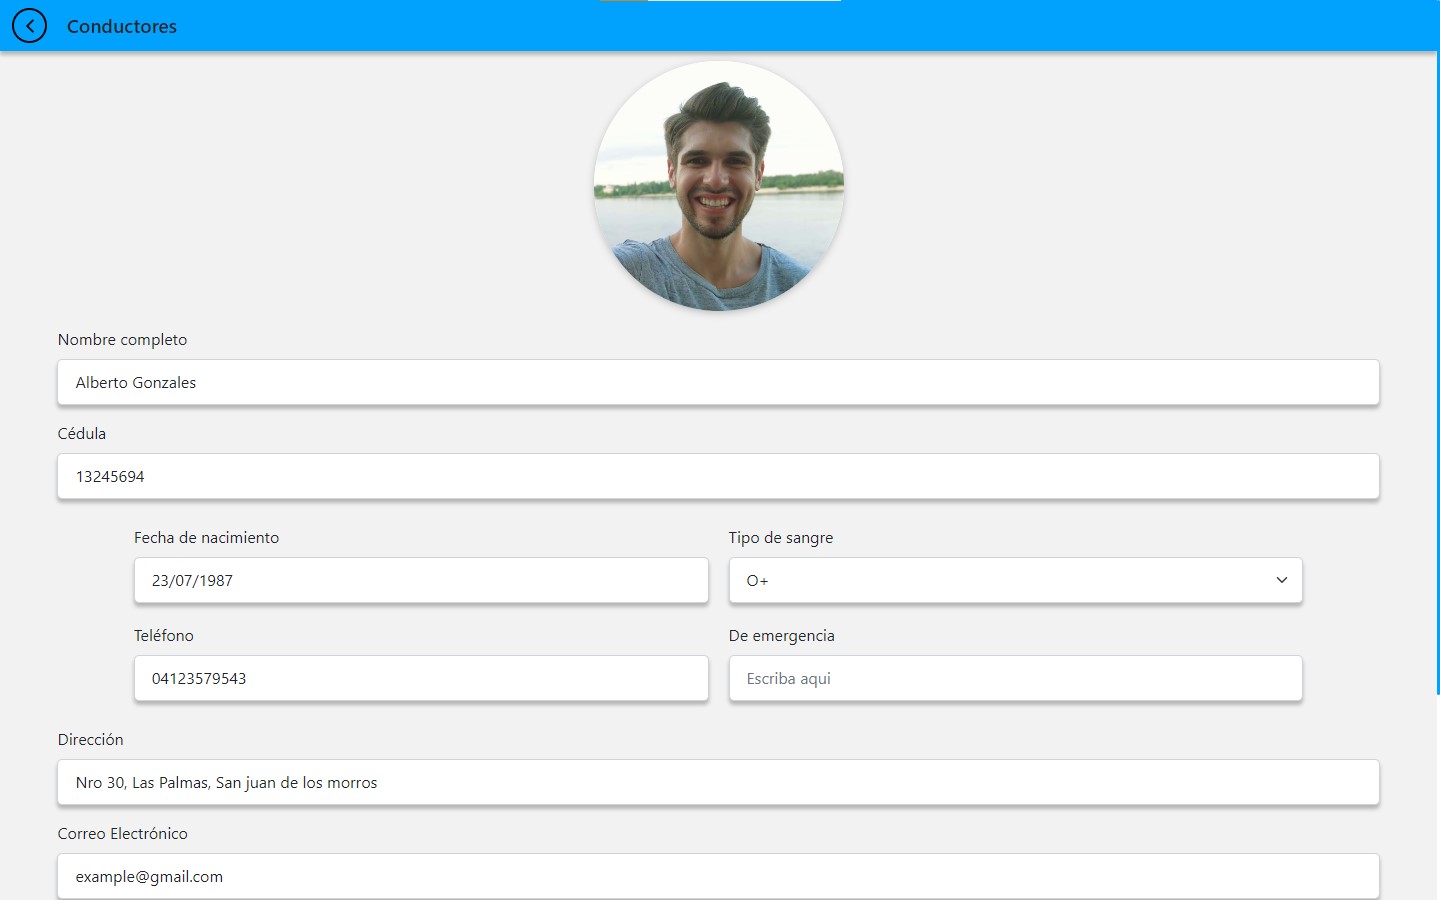 Conductores
Nombre completo
Alberto Gonzales
Cédula
13245694
Fecha de nacimiento
23/07/1987
Tipo de sangre
O+
Teléfono
04123579543
De emergencia
Escriba aqui
Dirección
Nro 30, Las Palmas, San juan de los morros
Correo Electrónico
example@gmail.com